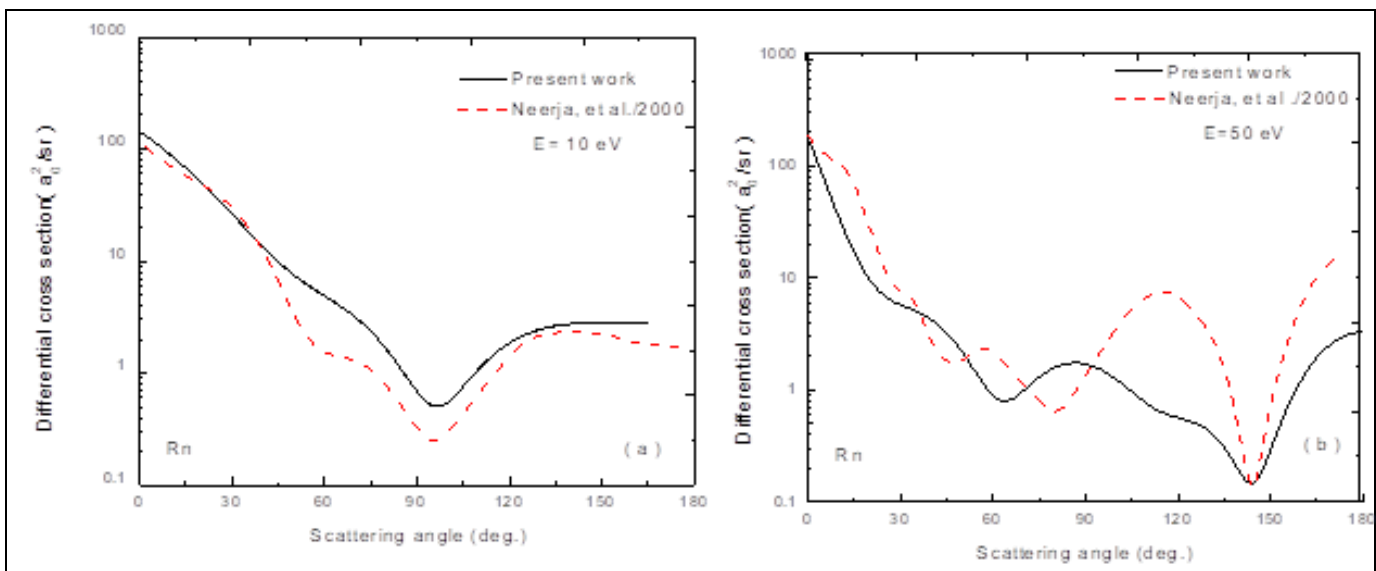 1000
100
10
1
0.1
Differential cross section( a₀²/sr )
Present work
Neerja, et al./2000
E= 10 eV
Rn
( a )
0 30 60 90 120 150 180
Scattering angle (deg.)
1000
100
10
1
0.1
Differential cross section( a₀²/sr )
Present work
Neerja, et al./2000
E=50 eV
Rn
( b )
0 30 60 90 120 150 180
Scattering angle (deg.)